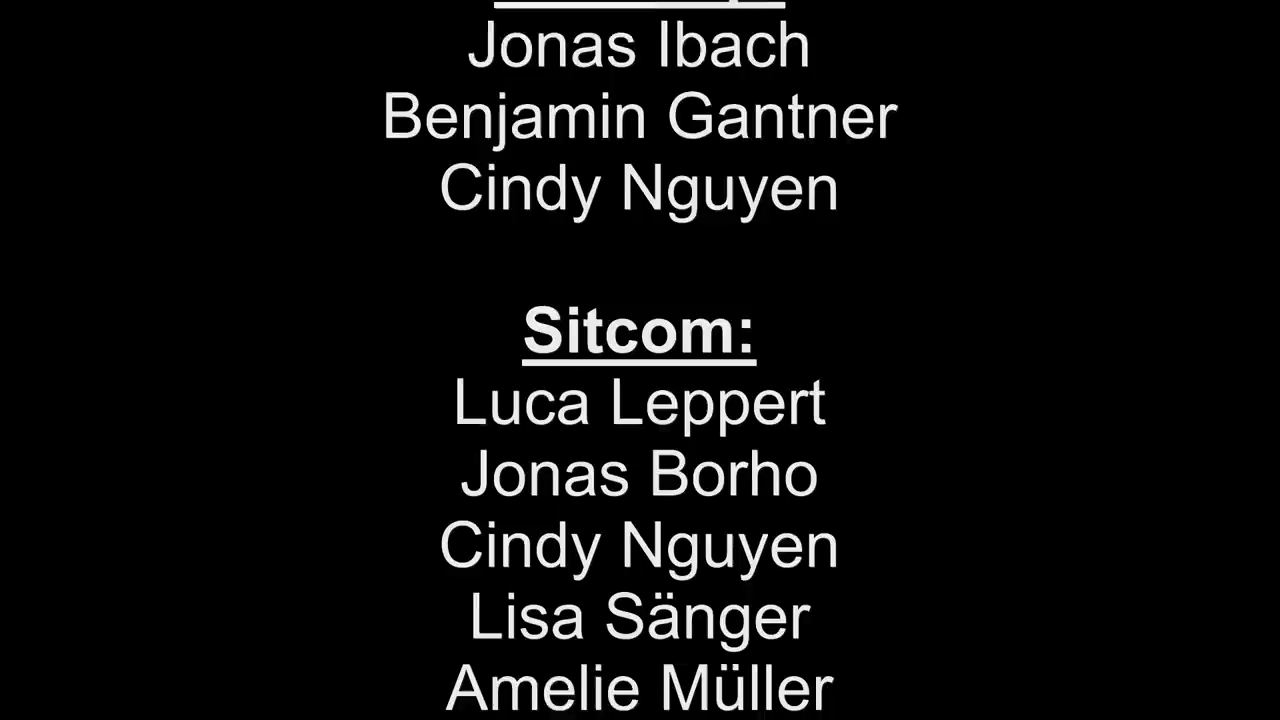 Jonas Ibach
Benjamin Gantner
Cindy Nguyen
Sitcom:
Luca Leppert
Jonas Borho
Cindy Nguyen
Lisa Sänger
Amelie Müller